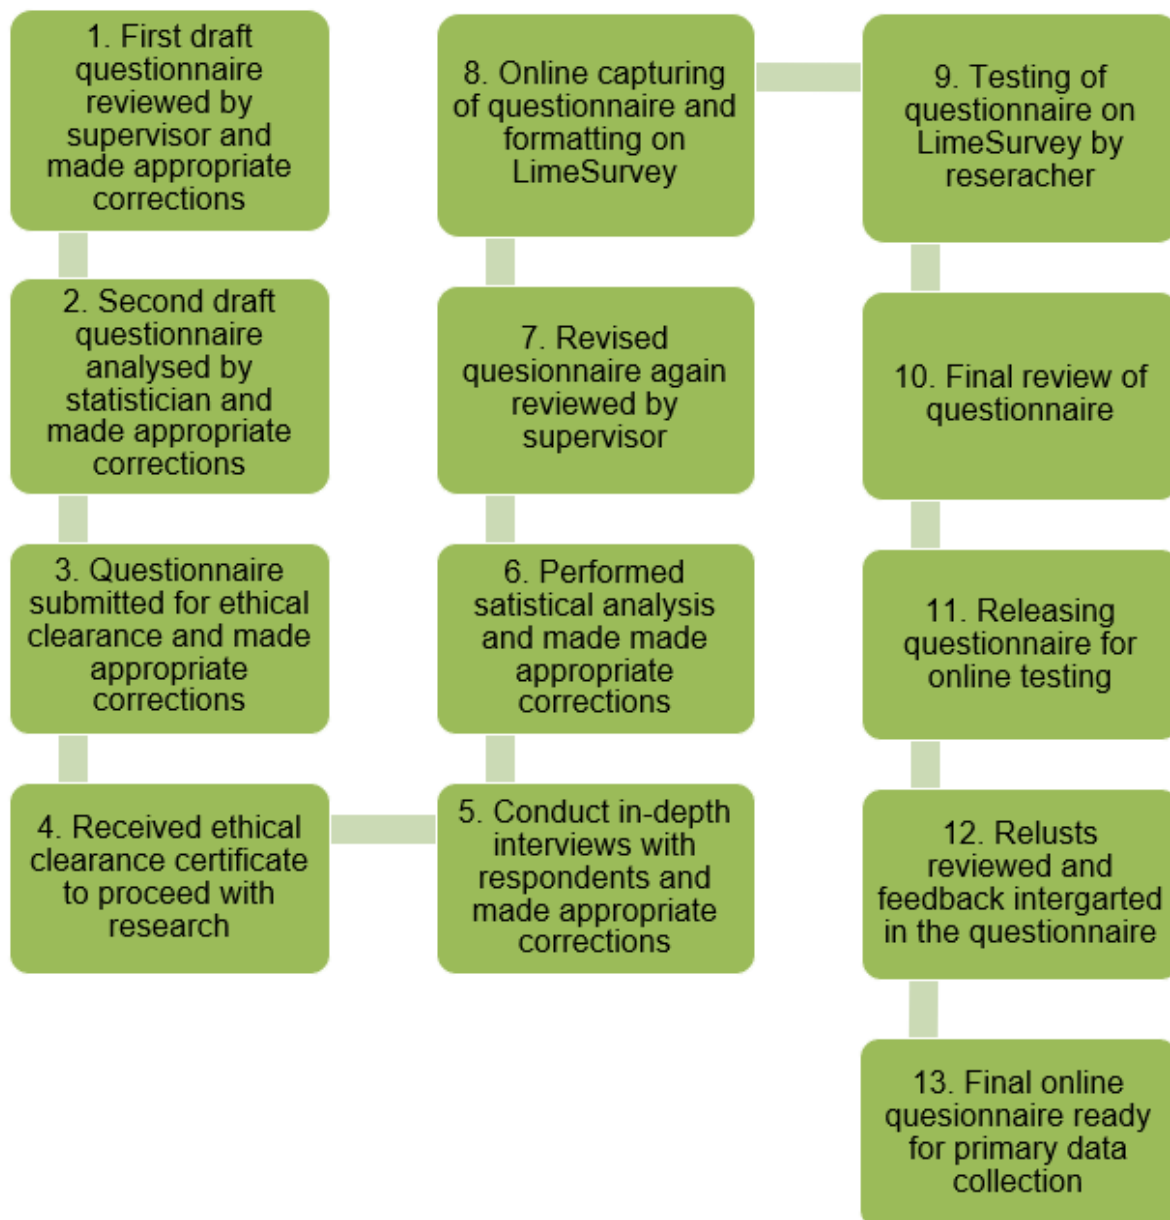 1. First draft
questionnaire
reviewed by
supervisor and
made appropriate
corrections
2. Second draft
questionnaire
analysed by
statistician and
made appropriate
corrections
3. Questionnaire
submitted for ethical
clearance and made
appropriate
corrections
4. Received ethical
clearance certificate
to proceed with
research
5. Conduct in-depth
interviews with
respondents and
made appropriate
corrections
6. Performed
satistical analysis
and made made
appropriate
corrections
7. Revised
quesionnaire again
reviewed by
supervisor
8. Online capturing
of questionnaire and
formatting on
LimeSurvey
9. Testing of
questionnaire on
LimeSurvey by
reseracher
10. Final review of
questionnaire
11. Releasing
questionnaire for
online testing
12. Relusts
reviewed and
feedback intergarted
in the questionnaire
13. Final online
quesionnaire ready
for primary data
collection